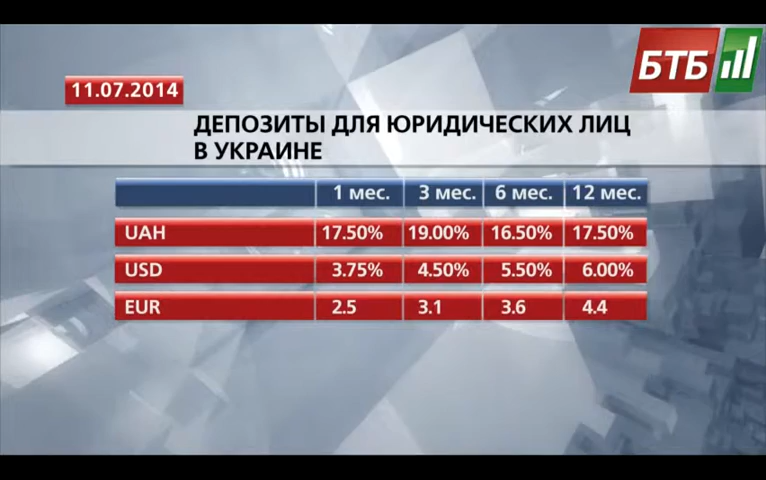 БТБ
11.07.2014
ДЕПОЗИТЫ ДЛЯ ЮРИДИЧЕСКИХ ЛИЦ
В УКРАИНЕ
1 мес. 3 мес. 6 мес. 12 мес.
UAH 17.50% 19.00% 16.50% 17.50%
USD 3.75% 4.50% 5.50% 6.00%
EUR 2.5 3.1 3.6 4.4